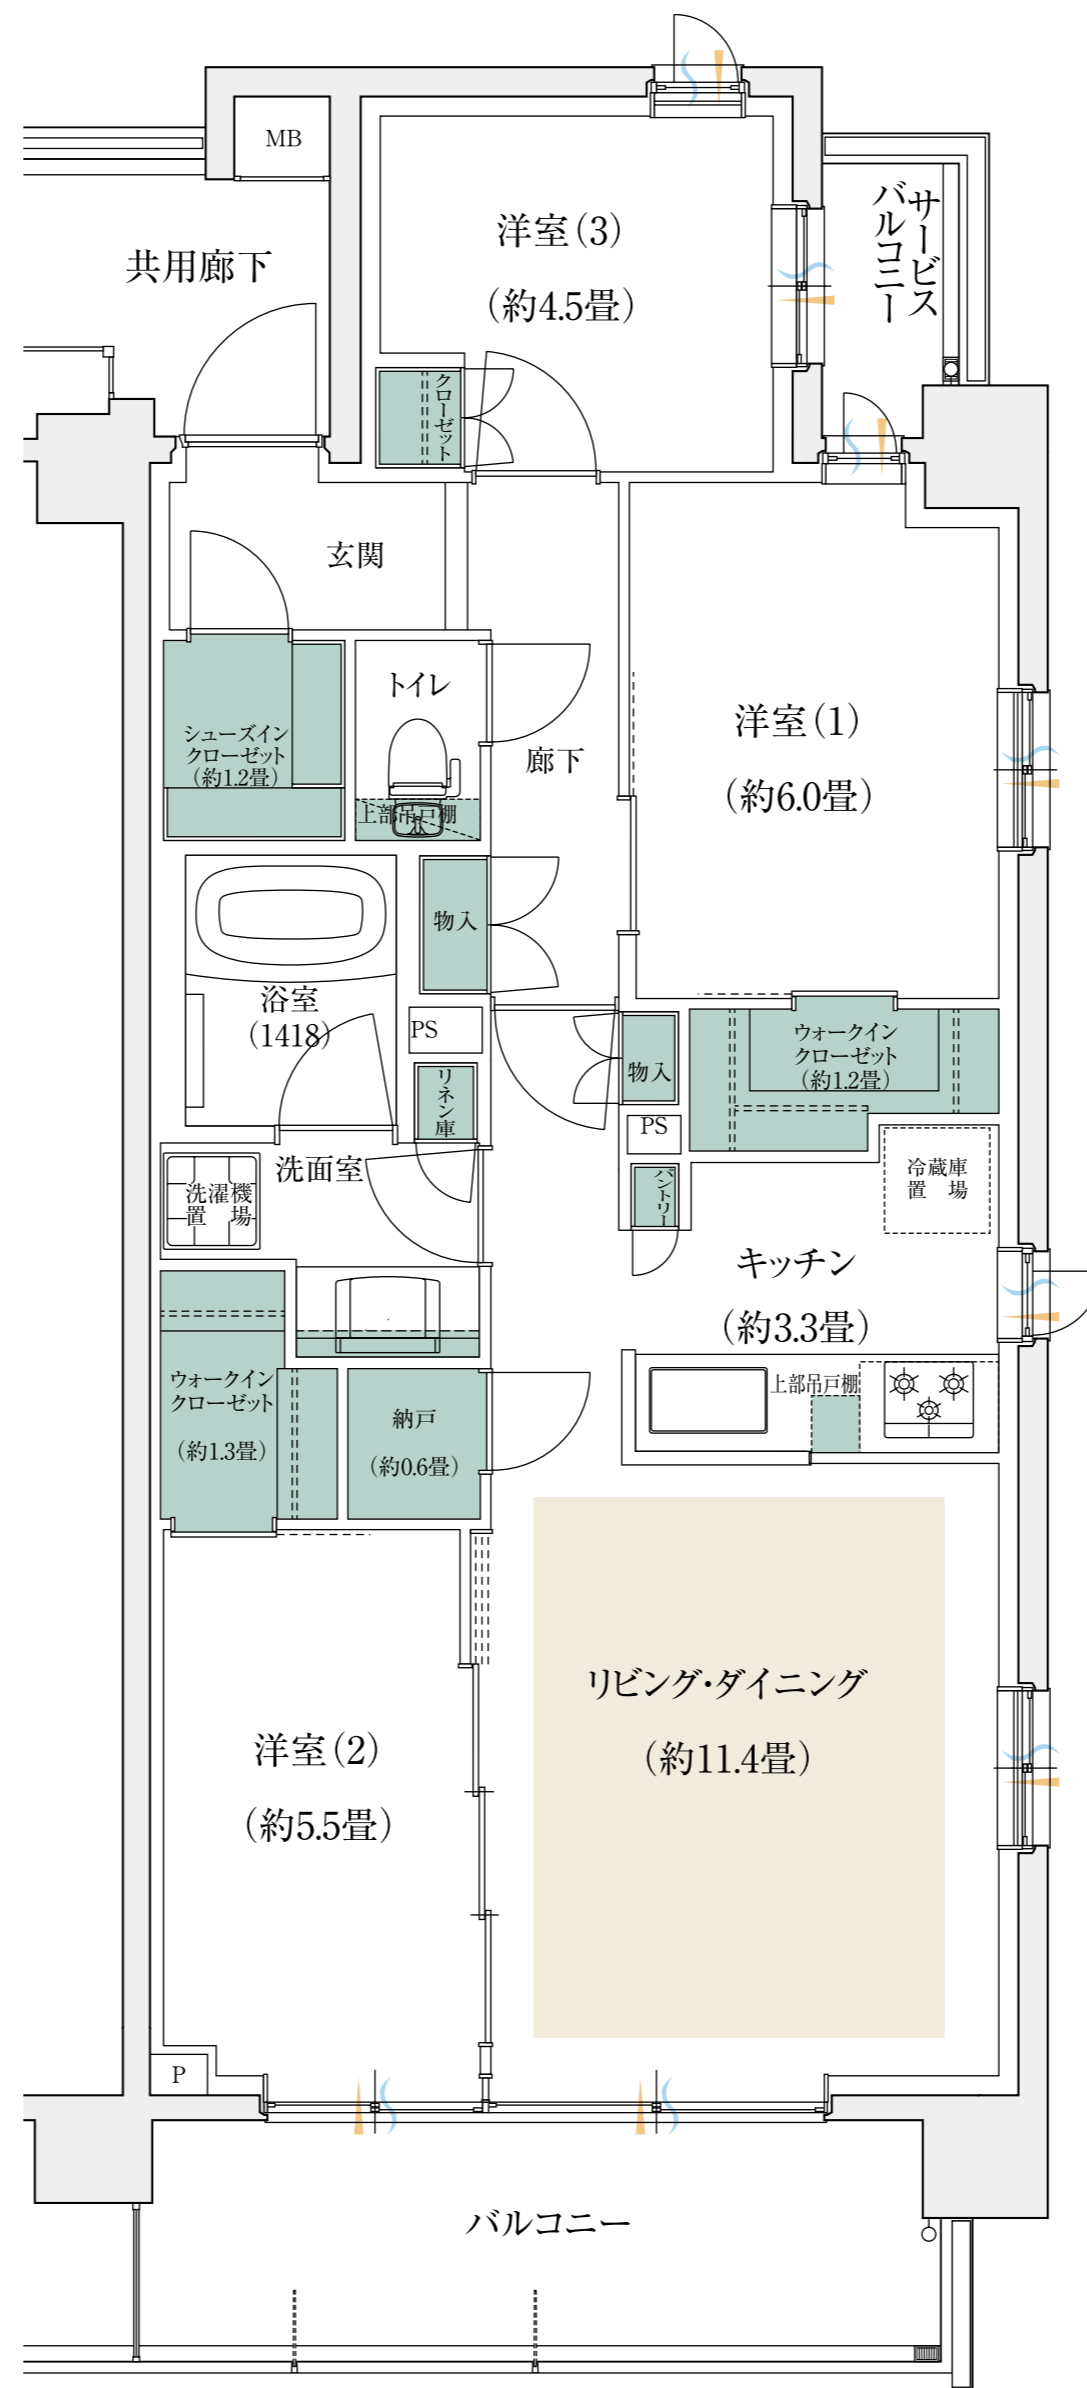 MB
共用廊下
洋室（3）
（約4.5畳）
サービス
バルコニー
クローゼット
玄関
シューズイン
クローゼット
（約1.2畳）
トイレ
上部吊戸棚
廊下
洋室（1）
（約6.0畳）
物入
浴室
（1418）
PS
リネン庫
物入
ウォークイン
クローゼット
（約1.2畳）
PS
パントリー
冷蔵庫
置　場
洗面室
洗濯機
置　場
キッチン
（約3.3畳）
上部吊戸棚
ウォークイン
クローゼット
（約1.3畳）
納戸
（約0.6畳）
リビング・ダイニング
（約11.4畳）
洋室（2）
（約5.5畳）
P
バルコニー